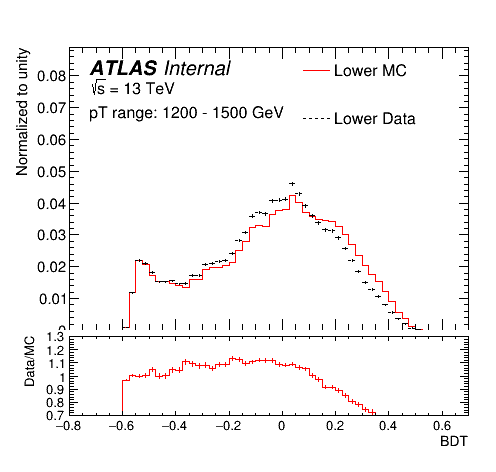 ATLAS Internal
√s = 13 TeV
pT range: 1200 - 1500 GeV
Lower MC
Lower Data
Normalized to unity
0.08
0.07
0.06
0.05
0.04
0.03
0.02
0.01
0
Data/MC
1.3
1.2
1.1
1
0.9
0.8
0.7
−0.8 −0.6 −0.4 −0.2 0 0.2 0.4 0.6
BDT